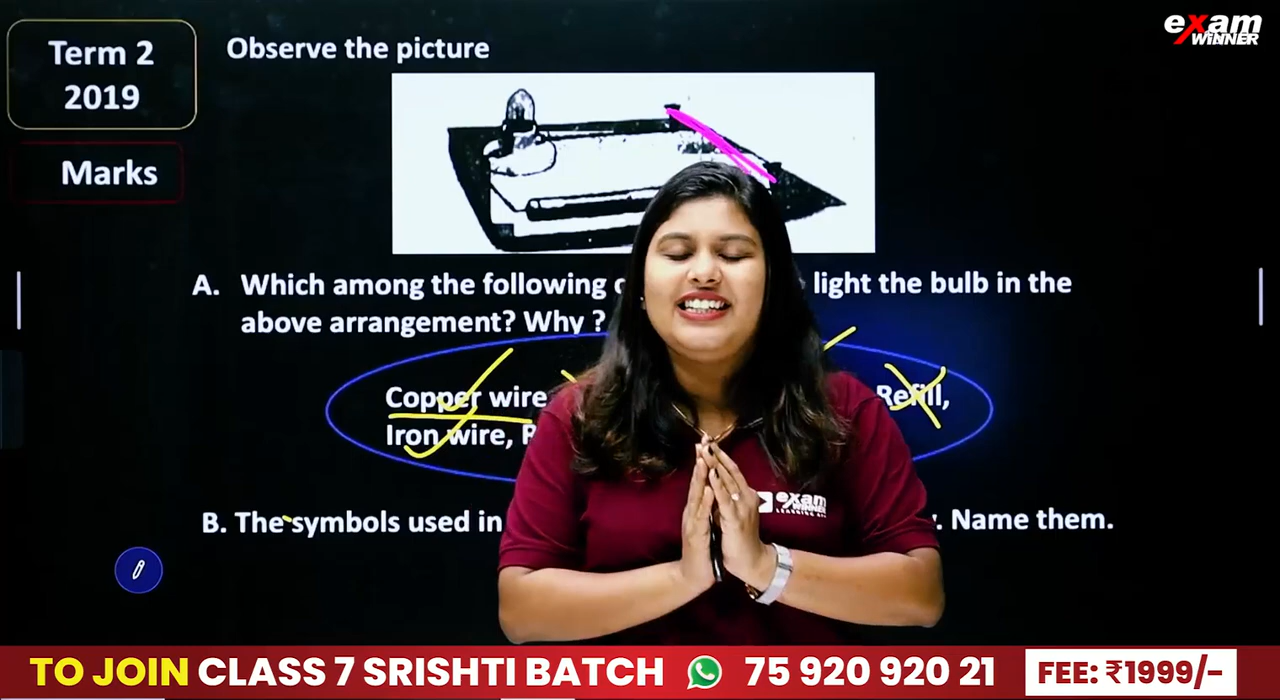 Term 2
2019
Marks
Observe the picture
exam
WINNER
A. Which among the following light the bulb in the
above arrangement? Why ?
Copper wire Refill,
Iron wire,
B. The symbols used in Name them.
exam
WINNER
LEARNING
TO JOIN CLASS 7 SRISHTI BATCH 75 920 920 21 FEE: ₹1999/-